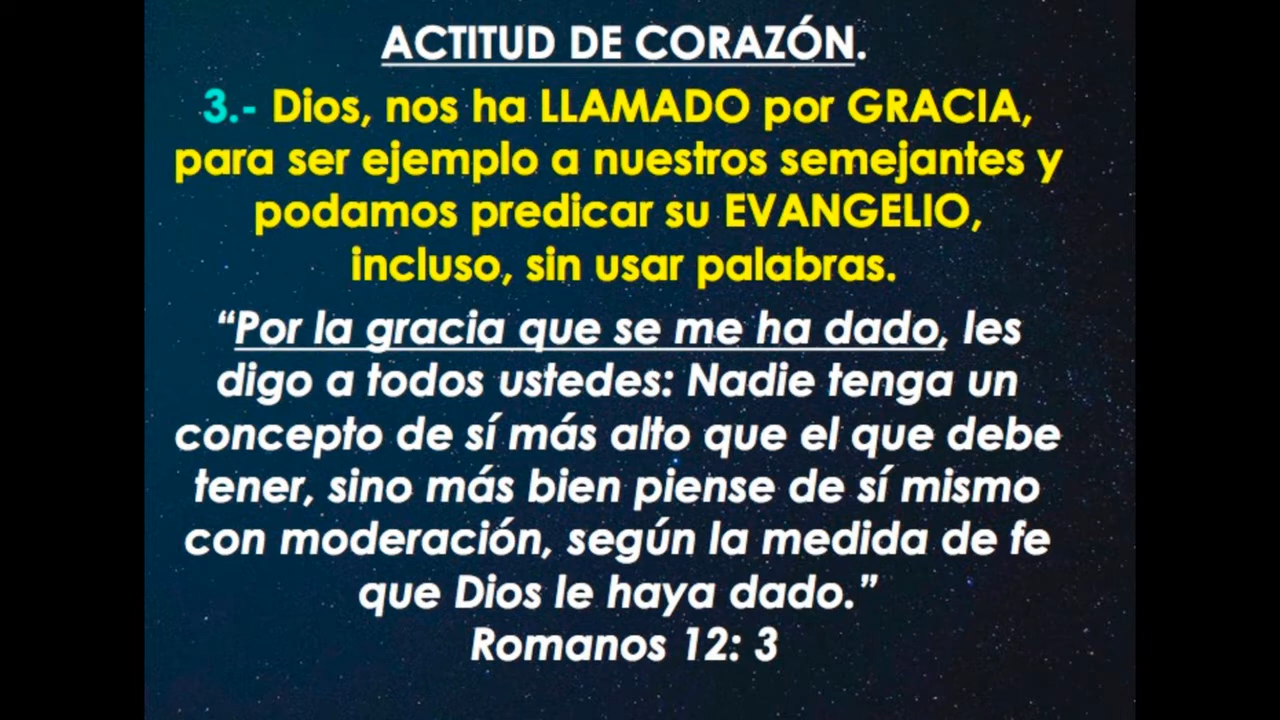 ACTITUD DE CORAZÓN.
3.- Dios, nos ha LLAMADO por GRACIA,
para ser ejemplo a nuestros semejantes y
podamos predicar su EVANGELIO,
incluso, sin usar palabras.
“Por la gracia que se me ha dado, les
digo a todos ustedes: Nadie tenga un
concepto de sí más alto que el que debe
tener, sino más bien piense de sí mismo
con moderación, según la medida de fe
que Dios le haya dado.”
Romanos 12: 3